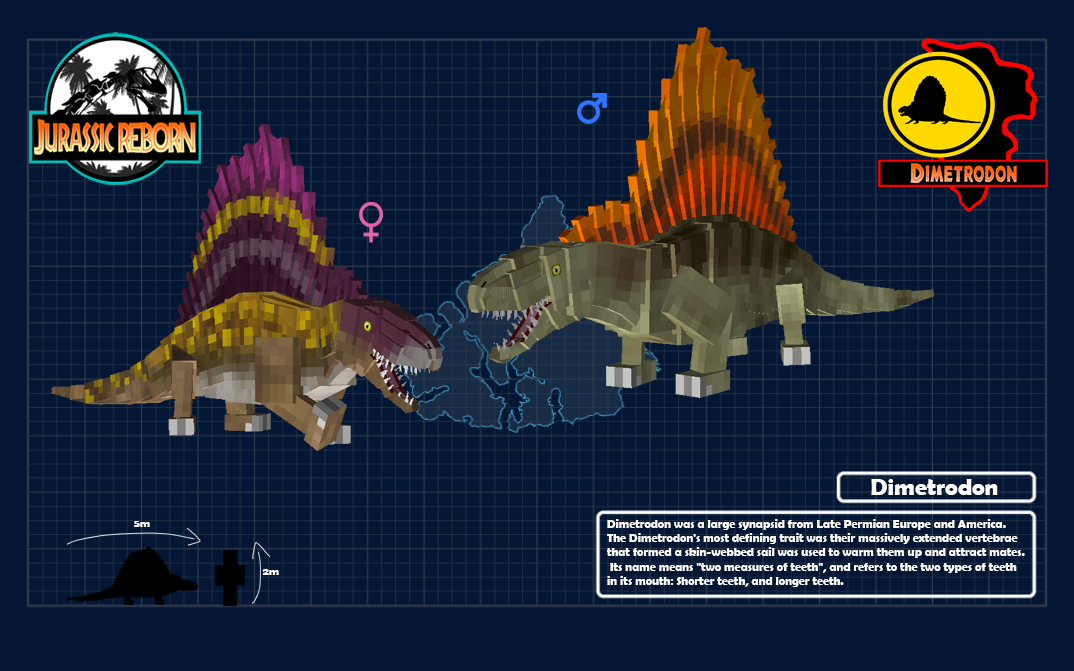 JURASSIC REBORN
DIMETRODON
5m
2m
Dimetrodon
Dimetrodon was a large synapsid from Late Permian Europe and America.
The Dimetrodon's most defining trait was their massively extended vertebrae
that formed a skin-webbed sail was used to warm them up and attract mates.
Its name means "two measures of teeth", and refers to the two types of teeth
in its mouth: Shorter teeth, and longer teeth.